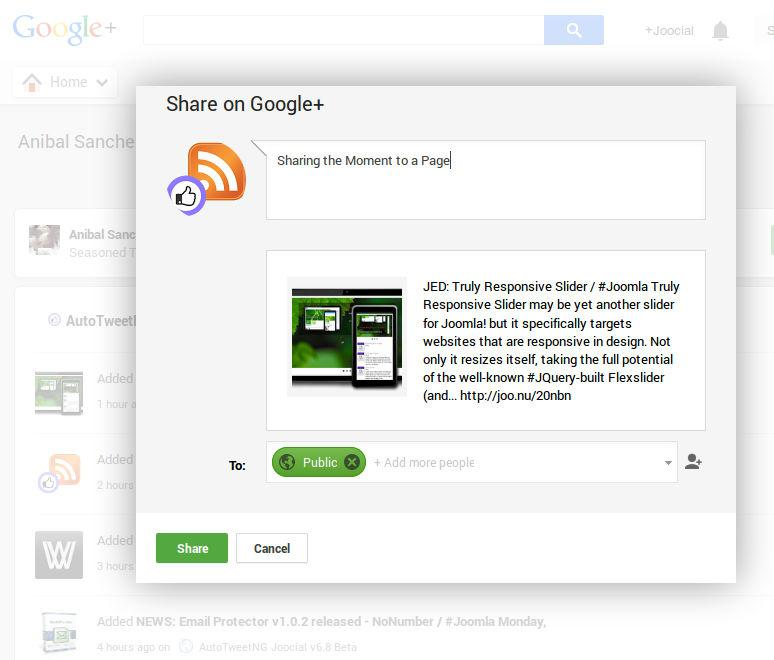 Google+
+Joocial
S
Home
Share on Google+
Anibal Sanche
Sharing the Moment to a Page
Anibal Sanc
Seasoned T
JED: Truly Responsive Slider / #Joomla Truly
Responsive Slider may be yet another slider
for Joomla! but it specifically targets
websites that are responsive in design. Not
only it resizes itself, taking the full potential
of the well-known #JQuery-built Flexslider
(and... http://joo.nu/20nbn
AutoTweet
Added
1 hour a
To:
Public
+ Add more people
Added
2 hours
Added
3 hours
W
Share
Cancel
Added NEWS: Email Protector v1.0.2 released - NoNumber / #Joomla Monday,
4 hours ago on
AutoTweetNG Joocial v6.8 Beta